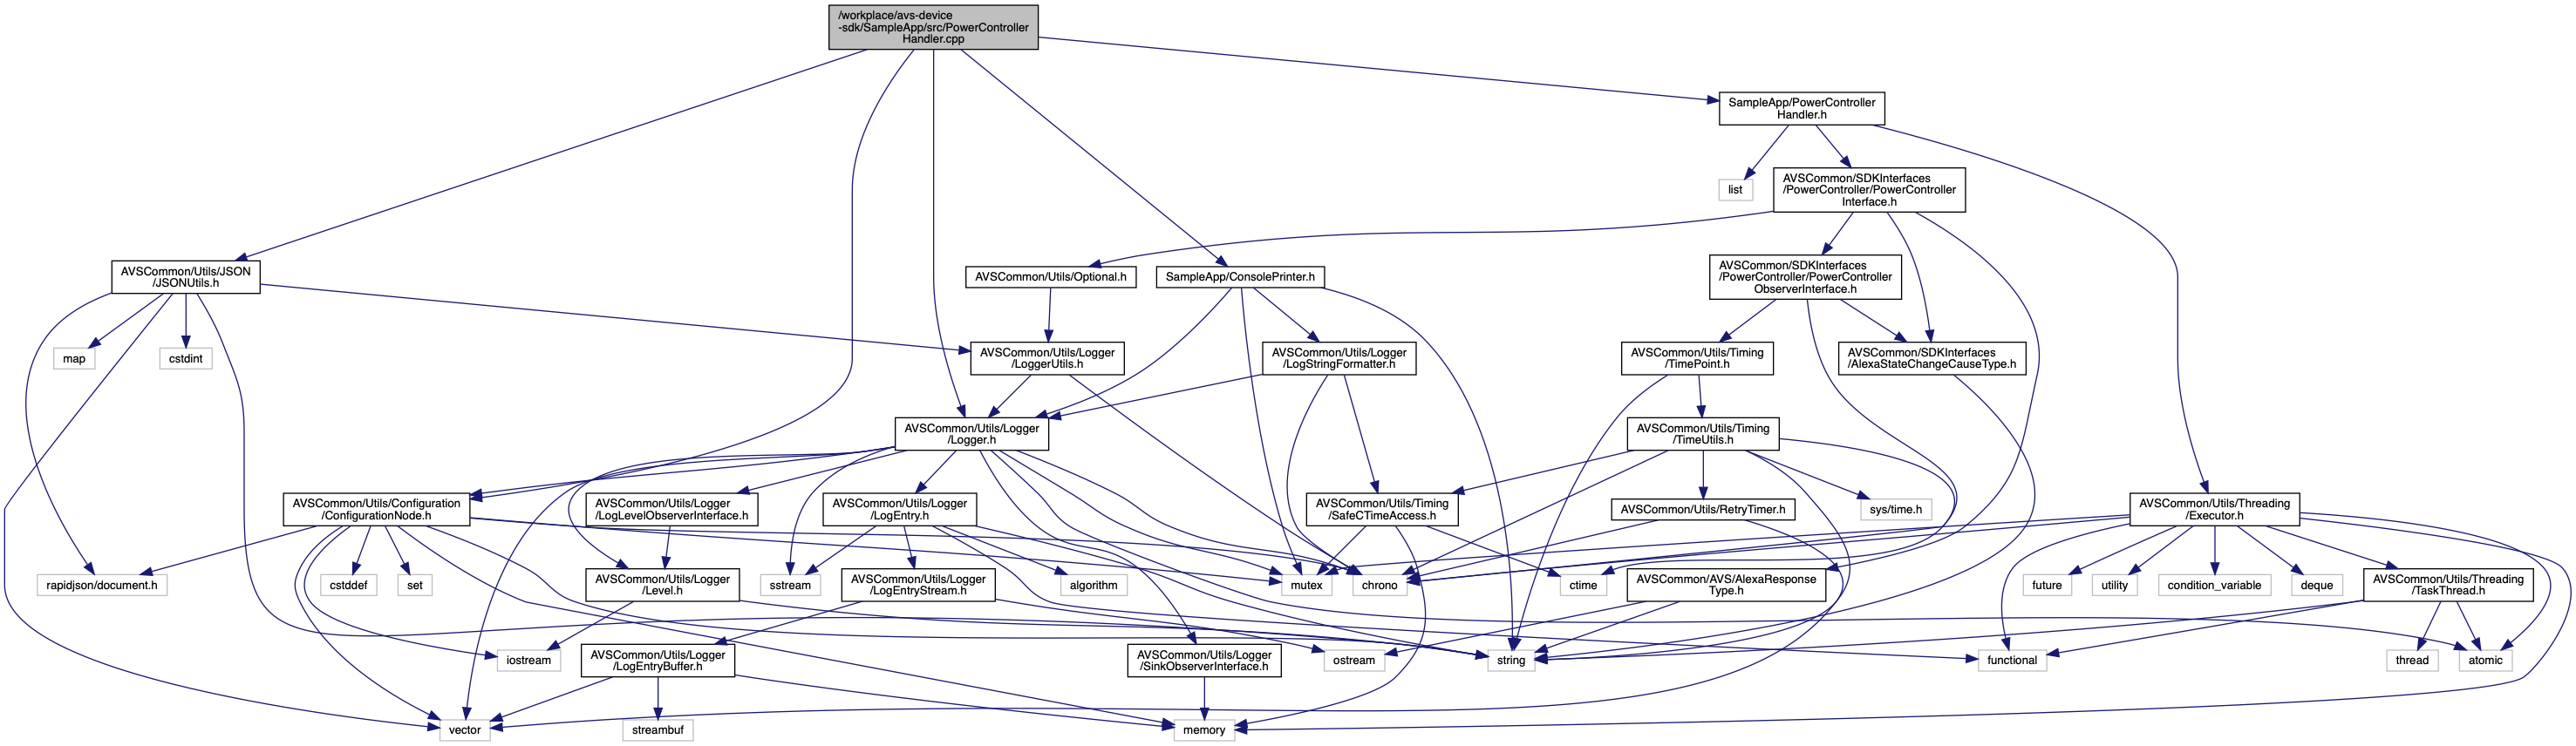 /workplace/avs-device
-sdk/SampleApp/src/PowerController
Handler.cpp
SampleApp/PowerController
Handler.h
list
AVSCommon/SDKInterfaces
/PowerController/PowerController
Interface.h
AVSCommon/Utils/JSON
/JSONUtils.h
AVSCommon/Utils/Optional.h
SampleApp/ConsolePrinter.h
AVSCommon/SDKInterfaces
/PowerController/PowerController
ObserverInterface.h
map
cstdint
AVSCommon/Utils/Logger
/LoggerUtils.h
AVSCommon/Utils/Logger
/LogStringFormatter.h
AVSCommon/Utils/Timing
/TimePoint.h
AVSCommon/SDKInterfaces
/AlexaStateChangeCauseType.h
AVSCommon/Utils/Logger
/Logger.h
AVSCommon/Utils/Timing
/TimeUtils.h
AVSCommon/Utils/Configuration
/ConfigurationNode.h
AVSCommon/Utils/Logger
/LogLevelObserverInterface.h
AVSCommon/Utils/Logger
/LogEntry.h
AVSCommon/Utils/Timing
/SafeCTimeAccess.h
AVSCommon/Utils/RetryTimer.h
sys/time.h
AVSCommon/Utils/Threading
/Executor.h
rapidjson/document.h
cstddef
set
AVSCommon/Utils/Logger
/Level.h
sstream
AVSCommon/Utils/Logger
/LogEntryStream.h
algorithm
mutex
chrono
ctime
AVSCommon/AVS/AlexaResponse
Type.h
future
utility
condition_variable
deque
AVSCommon/Utils/Threading
/TaskThread.h
iostream
AVSCommon/Utils/Logger
/LogEntryBuffer.h
AVSCommon/Utils/Logger
/SinkObserverInterface.h
ostream
string
functional
thread
atomic
vector
streambuf
memory